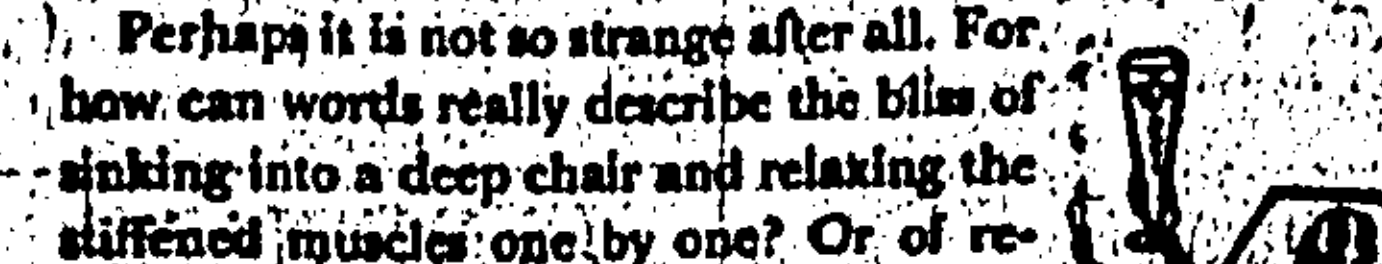 Perhaps it is not so strange after all. For
how can words really describe the bliss of
sinking into a deep chair and relaxing the
stiffened muscles one by one? Or of re-